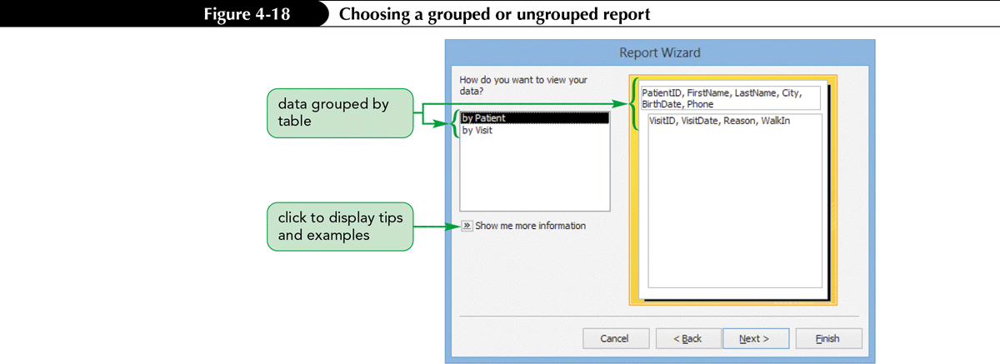 Figure 4-18
Choosing a grouped or ungrouped report
Report Wizard
How do you want to view your
data?
data grouped by
table
by Patient
by Visit
PatientID, FirstName, LastName, City,
BirthDate, Phone
VisitID, VisitDate, Reason, WalkIn
click to display tips
and examples
» Show me more information
Cancel
< Back
Next >
Finish